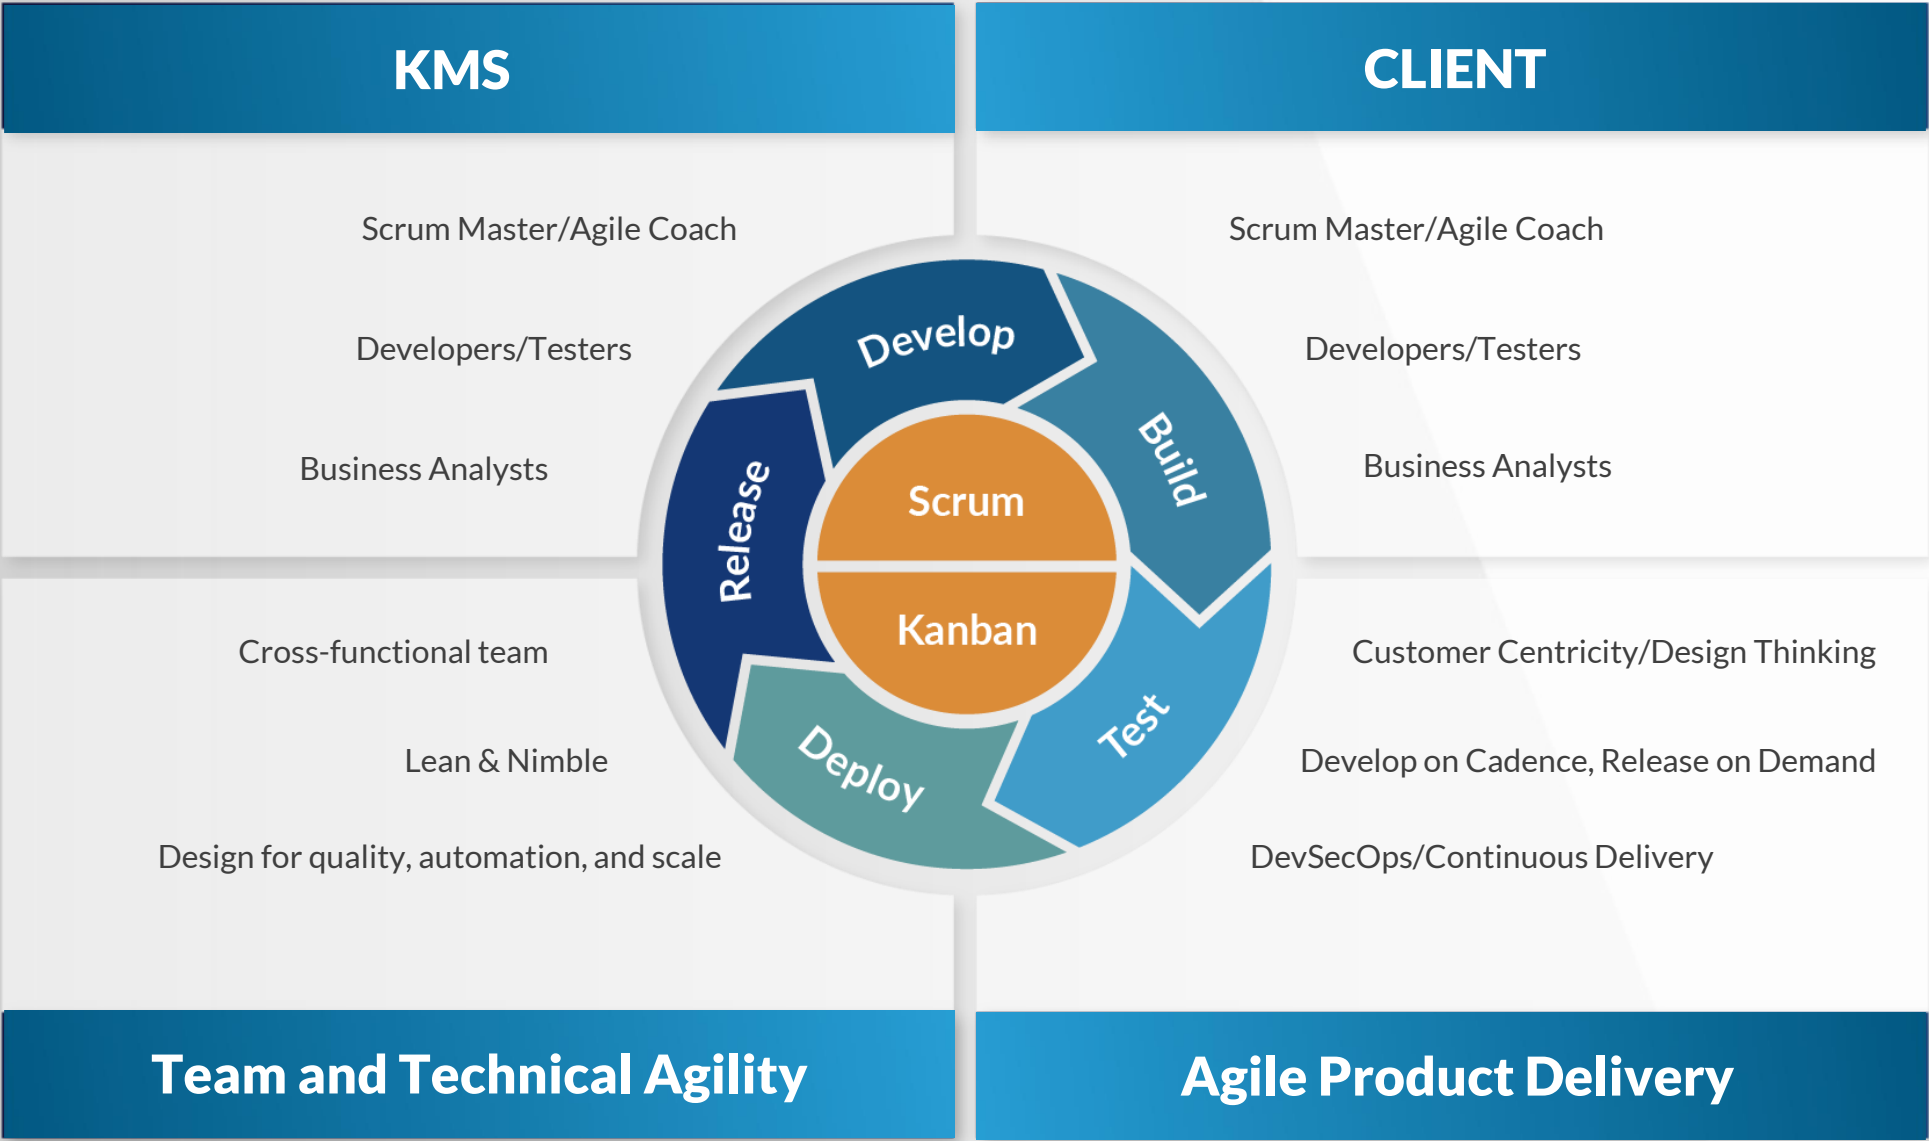 KMS
CLIENT
Scrum Master/Agile Coach
Developers/Testers
Business Analysts
Scrum Master/Agile Coach
Developers/Testers
Business Analysts
Develop
Build
Test
Deploy
Release
Scrum
Kanban
Cross-functional team
Lean & Nimble
Design for quality, automation, and scale
Customer Centricity/Design Thinking
Develop on Cadence, Release on Demand
DevSecOps/Continuous Delivery
Team and Technical Agility
Agile Product Delivery